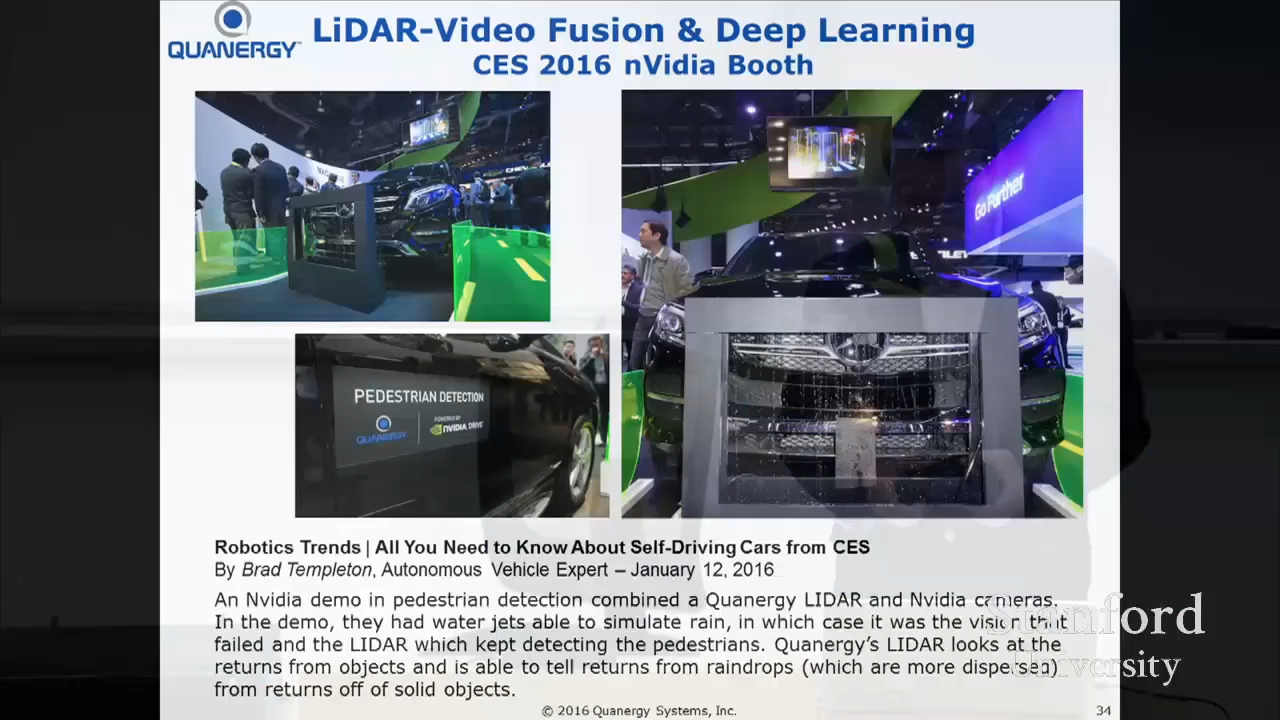 QUANERGY
LiDAR-Video Fusion & Deep Learning
CES 2016 nVidia Booth
Go Further
PEDESTRIAN DETECTION
QUANERGY
POWERED BY
NVIDIA DRIVE
Robotics Trends | All You Need to Know About Self-Driving Cars from CES
By Brad Templeton, Autonomous Vehicle Expert – January 12, 2016
An Nvidia demo in pedestrian detection combined a Quanergy LIDAR and Nvidia cameras.
In the demo, they had water jets able to simulate rain, in which case it was the vision that
failed and the LIDAR which kept detecting the pedestrians. Quanergy's LIDAR looks at the
returns from objects and is able to tell returns from raindrops (which are more dispersed)
from returns off of solid objects.
Stanford
University
© 2016 Quanergy Systems, Inc.
34